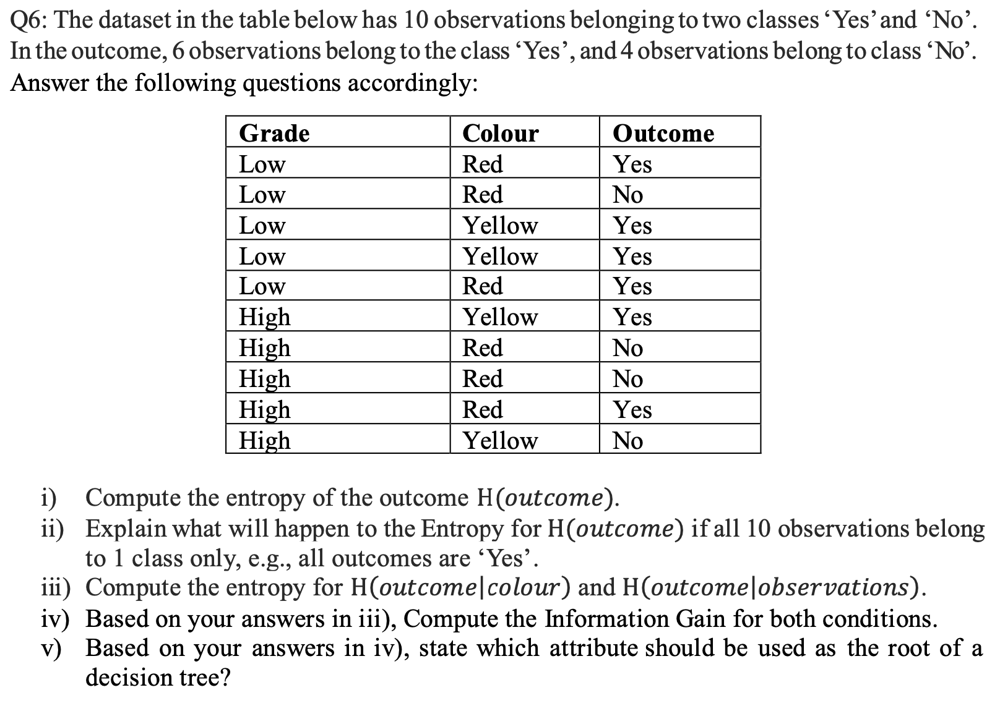 Q6: The dataset in the table below has 10 observations belonging to two classes ‘Yes’ and ‘No’.
In the outcome, 6 observations belong to the class ‘Yes’, and 4 observations belong to class ‘No’.
Answer the following questions accordingly:
Grade Colour Outcome
Low Red Yes
Low Red No
Low Yellow Yes
Low Yellow Yes
Low Red Yes
High Yellow Yes
High Red No
High Red No
High Red Yes
High Yellow No
i) Compute the entropy of the outcome H(outcome).
ii) Explain what will happen to the Entropy for H(outcome) if all 10 observations belong
to 1 class only, e.g., all outcomes are ‘Yes’.
iii) Compute the entropy for H(outcome|colour) and H(outcome|observations).
iv) Based on your answers in iii), Compute the Information Gain for both conditions.
v) Based on your answers in iv), state which attribute should be used as the root of a
decision tree?